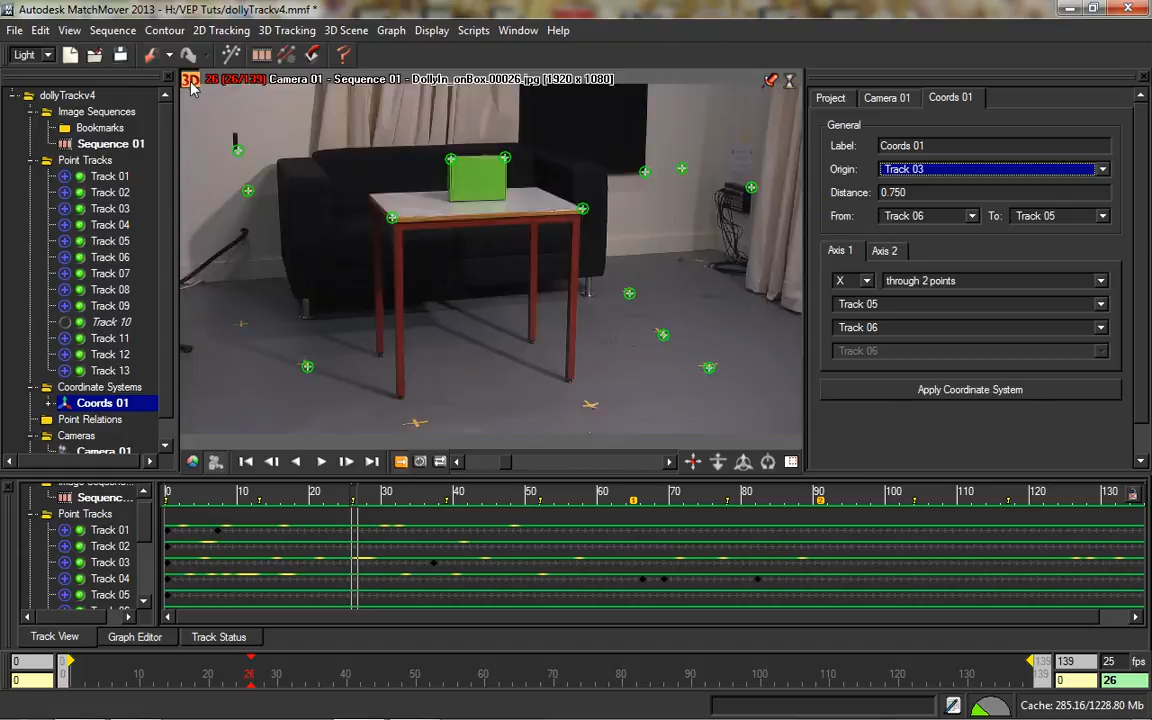 Autodesk MatchMover 2013 - H:/VEP Tuts/dollyTrackv4.mmf *
File Edit View Sequence Contour 2D Tracking 3D Tracking 3D Scene Graph Display Scripts Window Help
Light
3D 26 (26/139) Camera 01 - Sequence 01 - DollyIn_onBox.00026.jpg [1920 x 1080]
dollyTrackv4
Image Sequences
Bookmarks
Sequence 01
Point Tracks
Track 01
Track 02
Track 03
Track 04
Track 05
Track 06
Track 07
Track 08
Track 09
Track 10
Track 11
Track 12
Track 13
Coordinate Systems
Coords 01
Point Relations
Cameras
Camera 01
Project Camera 01 Coords 01
General
Label: Coords 01
Origin: Track 03
Distance: 0.750
From: Track 06 To: Track 05
Axis 1 Axis 2
X through 2 points
Track 05
Track 06
Track 06
Apply Coordinate System
Sequenc...
Point Tracks
Track 01
Track 02
Track 03
Track 04
Track 05
0 10 20 30 40 50 60 70 80 90 100 110 120 130
Track View Graph Editor Track Status
0 0 10 20 26 30 40 50 60 70 80 90 100 110 120 130 139 139 25 fps
0 0 139 0 26
Cache: 285.16/1228.80 Mb